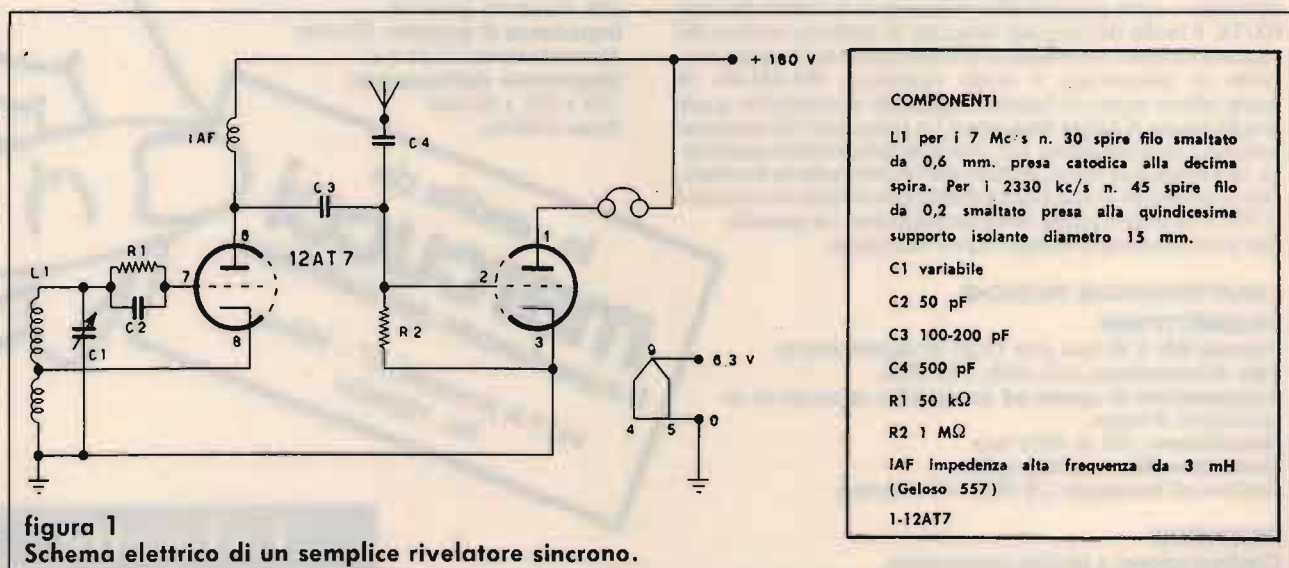 + 160 V
IAF
C4
C3
6
12AT7
1
R1
L1
7
2
C2
R2
C1
8
3
9
6.3 V
4
5
0
figura 1
Schema elettrico di un semplice rivelatore sincrono.
COMPONENTI
L1 per i 7 Mc/s n. 30 spire filo smaltato
da 0,6 mm. presa catodica alla decima
spira. Per i 2330 kc/s n. 45 spire filo
da 0,2 smaltato presa alla quindicesima
supporto isolante diametro 15 mm.
C1 variabile
C2 50 pF
C3 100-200 pF
C4 500 pF
R1 50 kΩ
R2 1 MΩ
IAF impedenza alta frequenza da 3 mH
(Geloso 557)
1-12AT7